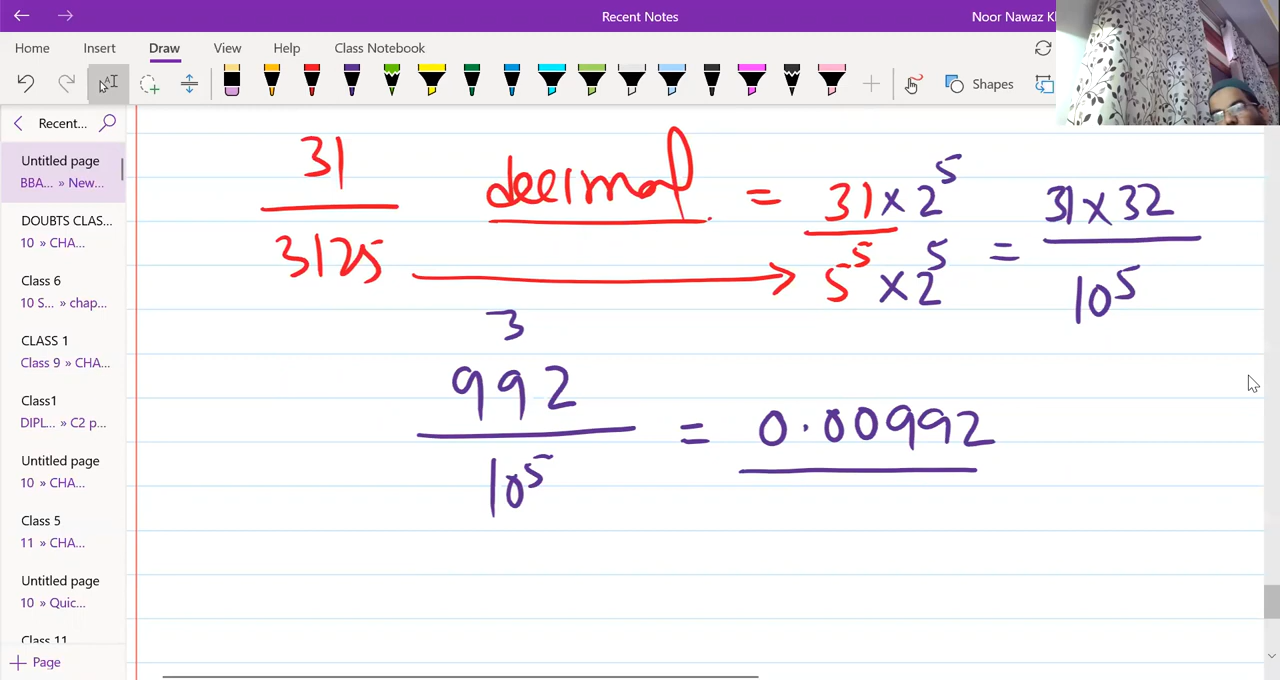 Recent Notes
Noor Nawaz Kh
Home Insert Draw View Help Class Notebook
Shapes
Recent...
Untitled page
BBA... » New...
DOUBTS CLAS...
10 » CHA...
Class 6
10 S... » chap...
CLASS 1
Class 9 » CHA...
Class1
DIPL... » C2 p...
Untitled page
10 » CHA...
Class 5
11 » CHA...
Untitled page
10 » Quic...
Class 11
+ Page
31
3125
decimal
= 31 × 2^5
5^5 × 2^5
= 31 × 32
10^5
3
992
10^5
= 0.00992